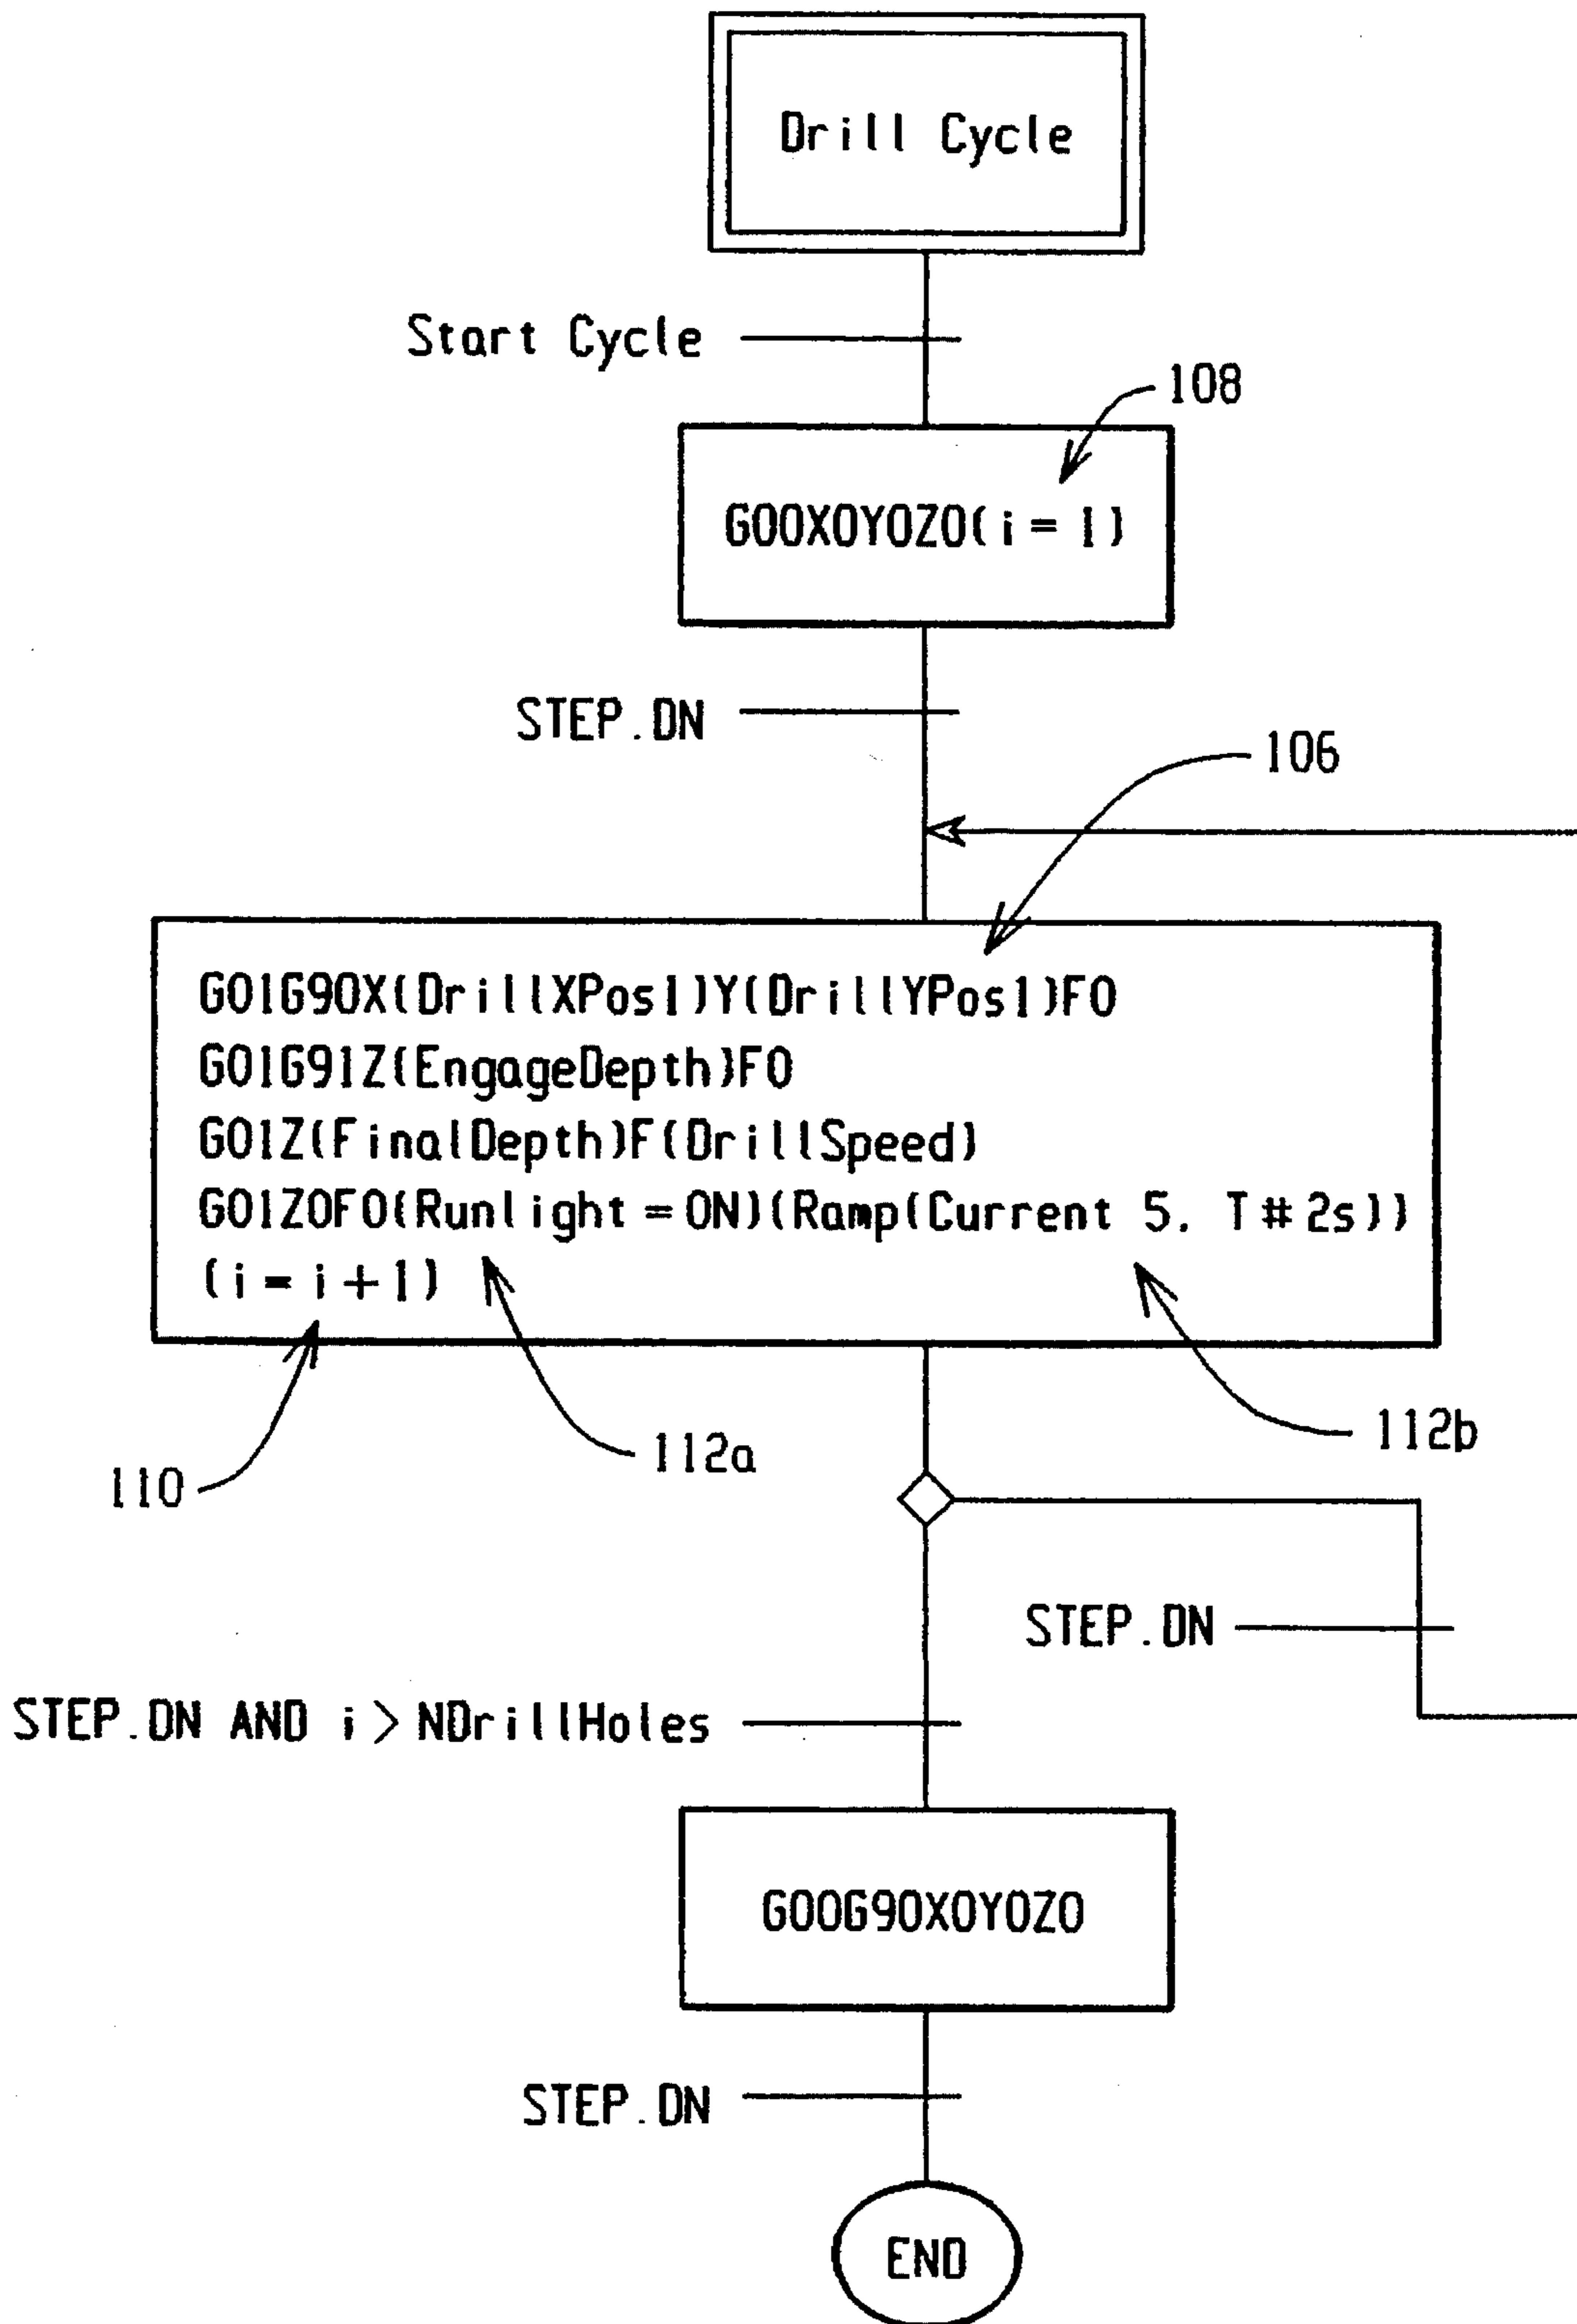 Drill Cycle
Start Cycle
108
G00X0Y0Z0(i = 1)
STEP.DN
106
G01G90X(DrillXPos1)Y(DrillYPos1)F0
G01G91Z(EngageDepth)F0
G01Z(FinalDepth)F(DrillSpeed)
G01Z0F0(Runlight = ON)(Ramp(Current 5, T#2s))
(i = i + 1)
110
112a
112b
STEP.DN
STEP.DN AND i > NDrillHoles
G00G90X0Y0Z0
STEP.DN
END